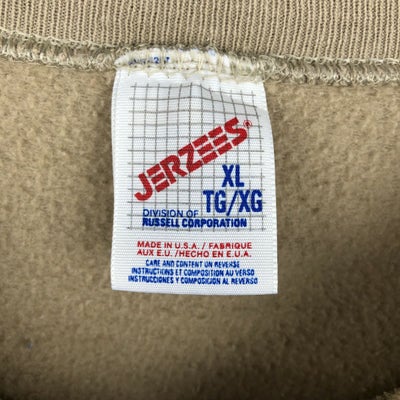 JERZEES®
XL
TG/XG
DIVISION OF
RUSSELL CORPORATION
MADE IN U.S.A. / FABRIQUE
AUX E.U. / HECHO EN E.U.A.
CARE AND CONTENT ON REVERSE
INSTRUCTIONS ET COMPOSITION AU VERSO
INSTRUCCIONES Y COMPOSICION AL REVERSO